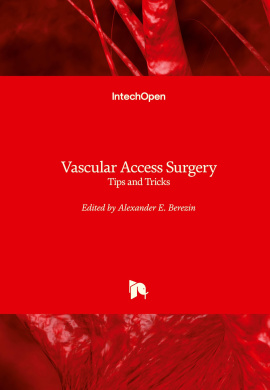 IntechOpen
Vascular Access Surgery
Tips and Tricks
Edited by Alexander E. Berezin